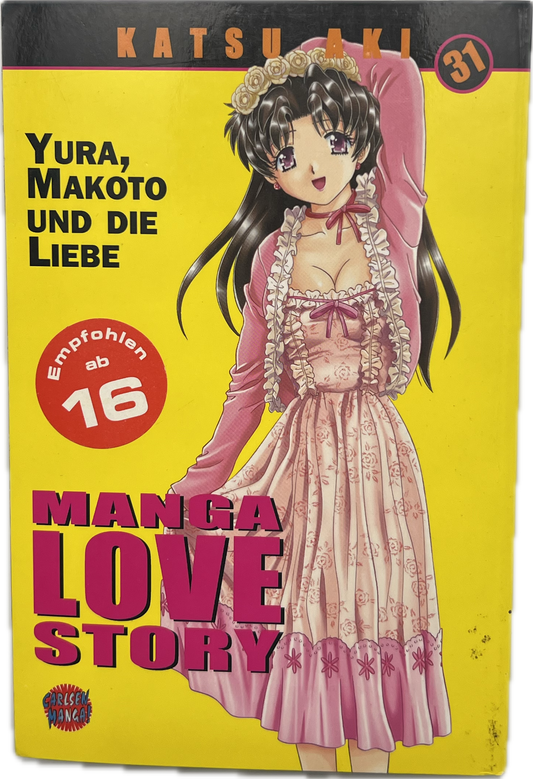 KATSU AKI
31
YURA,
MAKOTO
UND DIE
LIEBE
Empfohlen
ab
16
MANGA
LOVE
STORY
CARLSEN
MANGA!